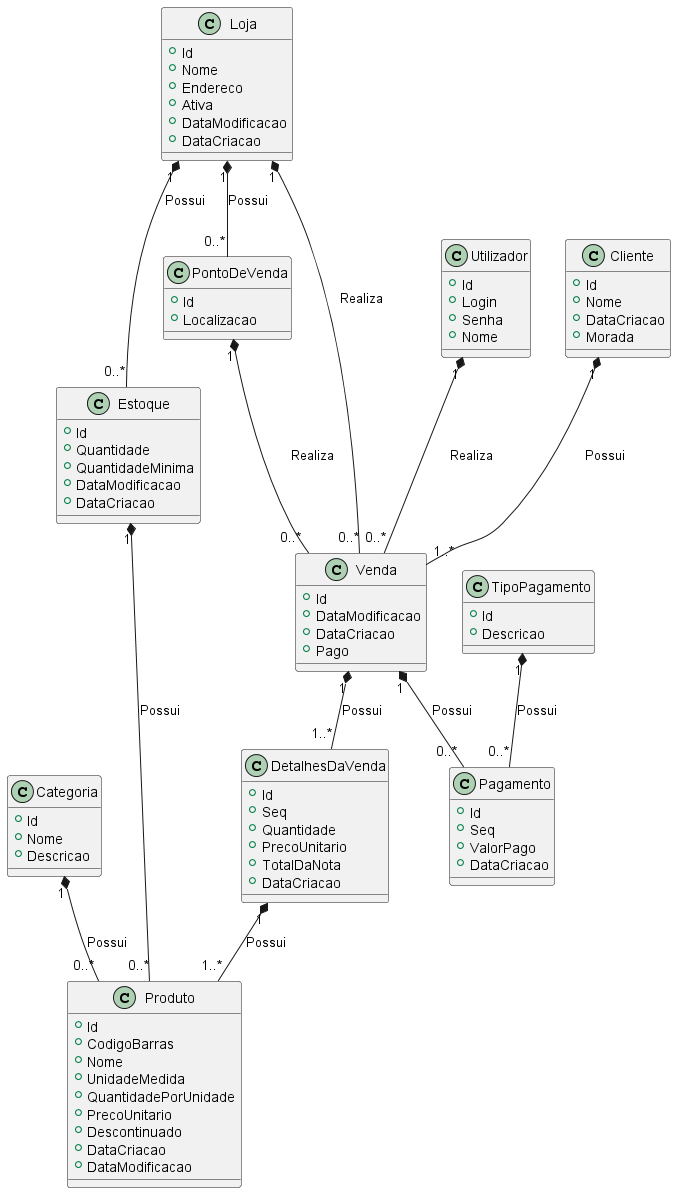 C Loja
Id
Nome
Endereco
Ativa
DataModificacao
DataCriacao
1
1
1
Possui
Possui
0..*
0..*
Realiza
C PontoDeVenda
Id
Localizacao
1
C Utilizador
Id
Login
Senha
Nome
1
C Cliente
Id
Nome
DataCriacao
Morada
1
C Estoque
Id
Quantidade
QuantidadeMinima
DataModificacao
DataCriacao
1
Realiza
Realiza
Possui
0..*
0..*
0..*
1..*
C Venda
Id
DataModificacao
DataCriacao
Pago
1
1
C TipoPagamento
Id
Descricao
1
Possui
Possui
Possui
Possui
1..*
0..*
0..*
C Categoria
Id
Nome
Descricao
1
C DetalhesDaVenda
Id
Seq
Quantidade
PrecoUnitario
TotalDaNota
DataCriacao
1
C Pagamento
Id
Seq
ValorPago
DataCriacao
Possui
Possui
0..*
0..*
1..*
C Produto
Id
CodigoBarras
Nome
UnidadeMedida
QuantidadePorUnidade
PrecoUnitario
Descontinuado
DataCriacao
DataModificacao